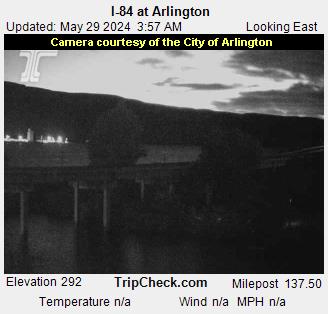 I-84 at Arlington
Updated: May 29 2024 3:57 AM Looking East
Camera courtesy of the City of Arlington
Elevation 292 TripCheck.com Milepost 137.50
Temperature n/a Wind n/a MPH n/a